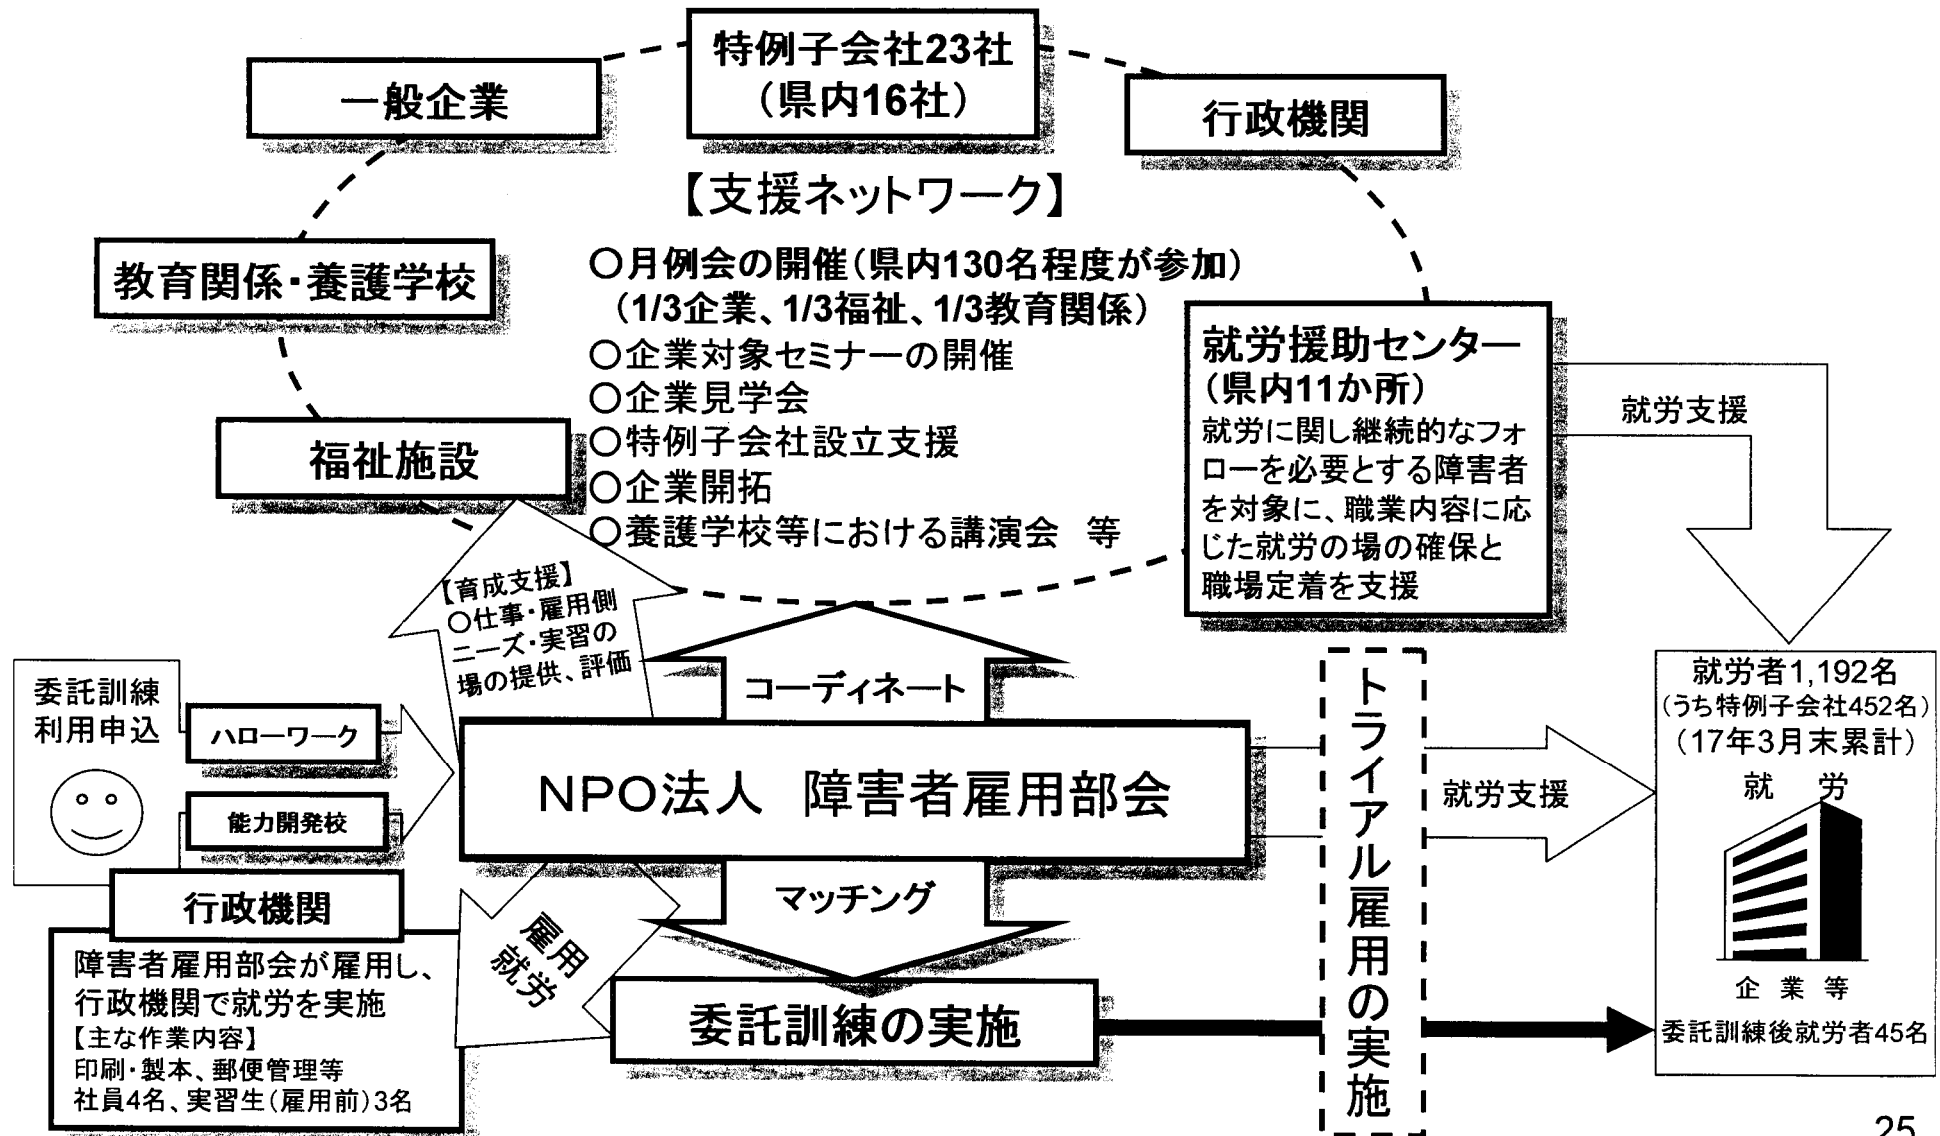 特例子会社23社
（県内16社）
一般企業
行政機関
【支援ネットワーク】
教育関係・養護学校
○月例会の開催（県内130名程度が参加）
（1/3企業、1/3福祉、1/3教育関係）
○企業対象セミナーの開催
○企業見学会
○特例子会社設立支援
○企業開拓
○養護学校等における講演会　等
福祉施設
就労援助センター
（県内11か所）
就労に関し継続的なフォ
ローを必要とする障害者
を対象に、職業内容に応
じた就労の場の確保と
職場定着を支援
就労支援
【育成支援】
○仕事・雇用側
ニーズ・実習の
場の提供、評価
コーディネート
委託訓練
利用申込
ハローワーク
能力開発校
NPO法人　障害者雇用部会
トライアル雇用の実施
就労支援
就労者1,192名
（うち特例子会社452名）
（17年3月末累計）
就　労
企　業　等
委託訓練後就労者45名
マッチング
雇用
就労
委託訓練の実施
行政機関
障害者雇用部会が雇用し、
行政機関で就労を実施
【主な作業内容】
印刷・製本、郵便管理等
社員4名、実習生（雇用前）3名
25